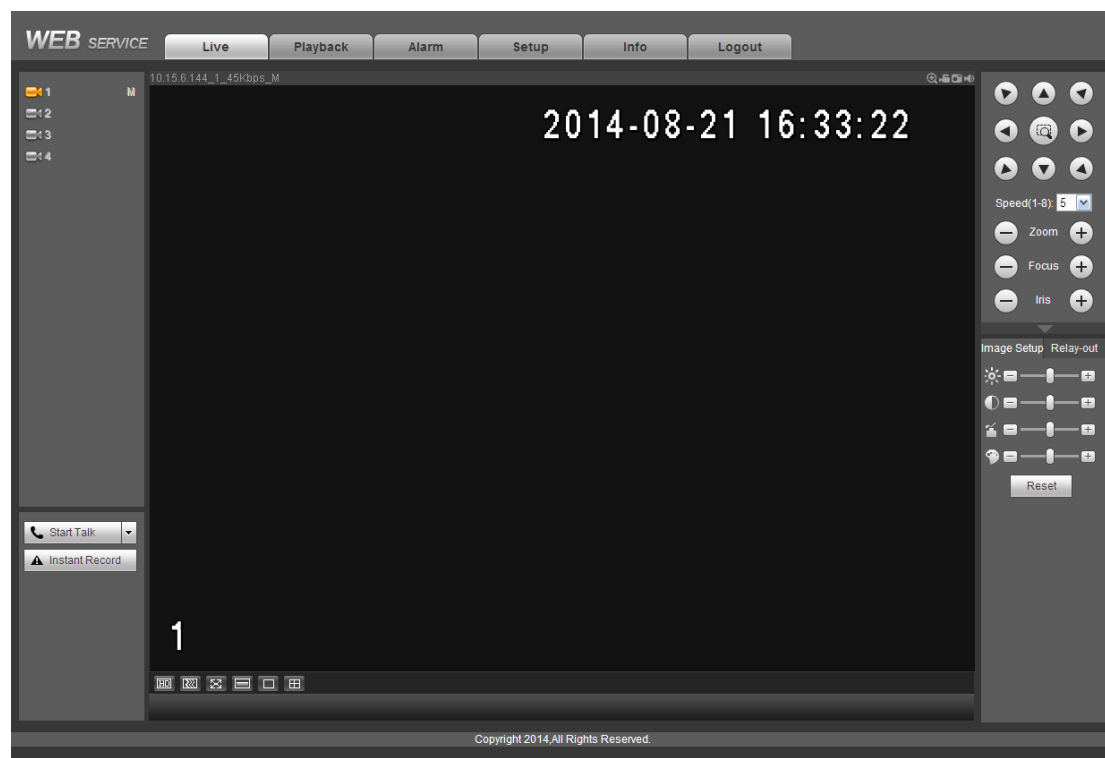 WEB SERVICE
Live
Playback
Alarm
Setup
Info
Logout
1 M
2
3
4
10.15.6.144_1_45Kbps_M
2014-08-21 16:33:22
1
Speed(1-8): 5
Zoom
Focus
Iris
Image Setup Relay-out
Reset
Start Talk
Instant Record
Copyright 2014,All Rights Reserved.